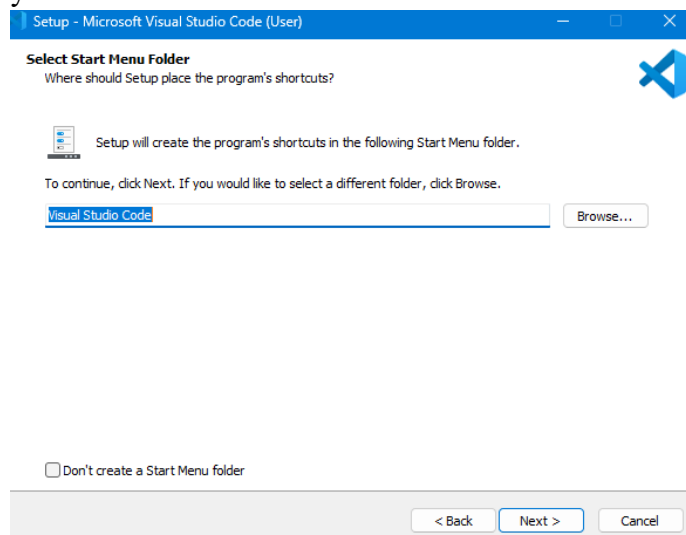 Setup - Microsoft Visual Studio Code (User)
Select Start Menu Folder
Where should Setup place the program's shortcuts?
Setup will create the program's shortcuts in the following Start Menu folder.
To continue, click Next. If you would like to select a different folder, click Browse.
Visual Studio Code
Browse...
Don't create a Start Menu folder
< Back
Next >
Cancel